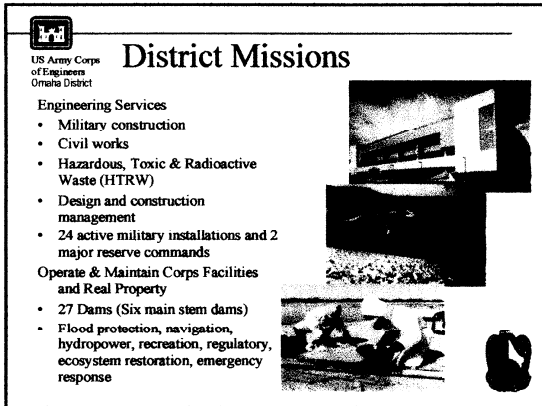 US Army Corps
of Engineers
Omaha District
District Missions
Engineering Services
• Military construction
• Civil works
• Hazardous, Toxic & Radioactive
Waste (HTRW)
• Design and construction
management
• 24 active military installations and 2
major reserve commands
Operate & Maintain Corps Facilities
and Real Property
• 27 Dams (Six main stem dams)
• Flood protection, navigation,
hydropower, recreation, regulatory,
ecosystem restoration, emergency
response